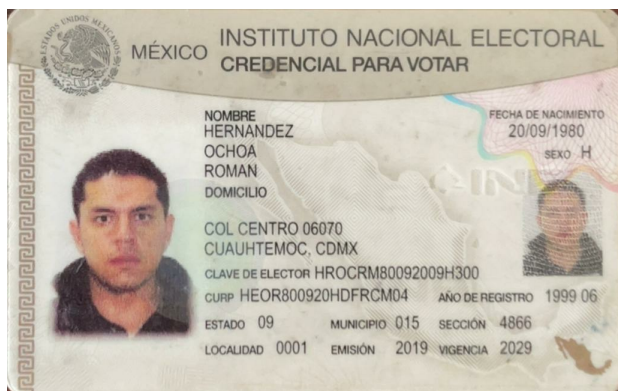 MÉXICO
INSTITUTO NACIONAL ELECTORAL
CREDENCIAL PARA VOTAR
NOMBRE
HERNANDEZ
OCHOA
ROMAN
FECHA DE NACIMIENTO
20/09/1980
SEXO H
DOMICILIO
COL CENTRO 06070
CUAUHTEMOC, CDMX
CLAVE DE ELECTOR HROCRM80092009H300
CURP HEOR800920HDFRCM04 AÑO DE REGISTRO 1999 06
ESTADO 09 MUNICIPIO 015 SECCIÓN 4866
LOCALIDAD 0001 EMISIÓN 2019 VIGENCIA 2029
ESTADOS UNIDOS MEXICANOS